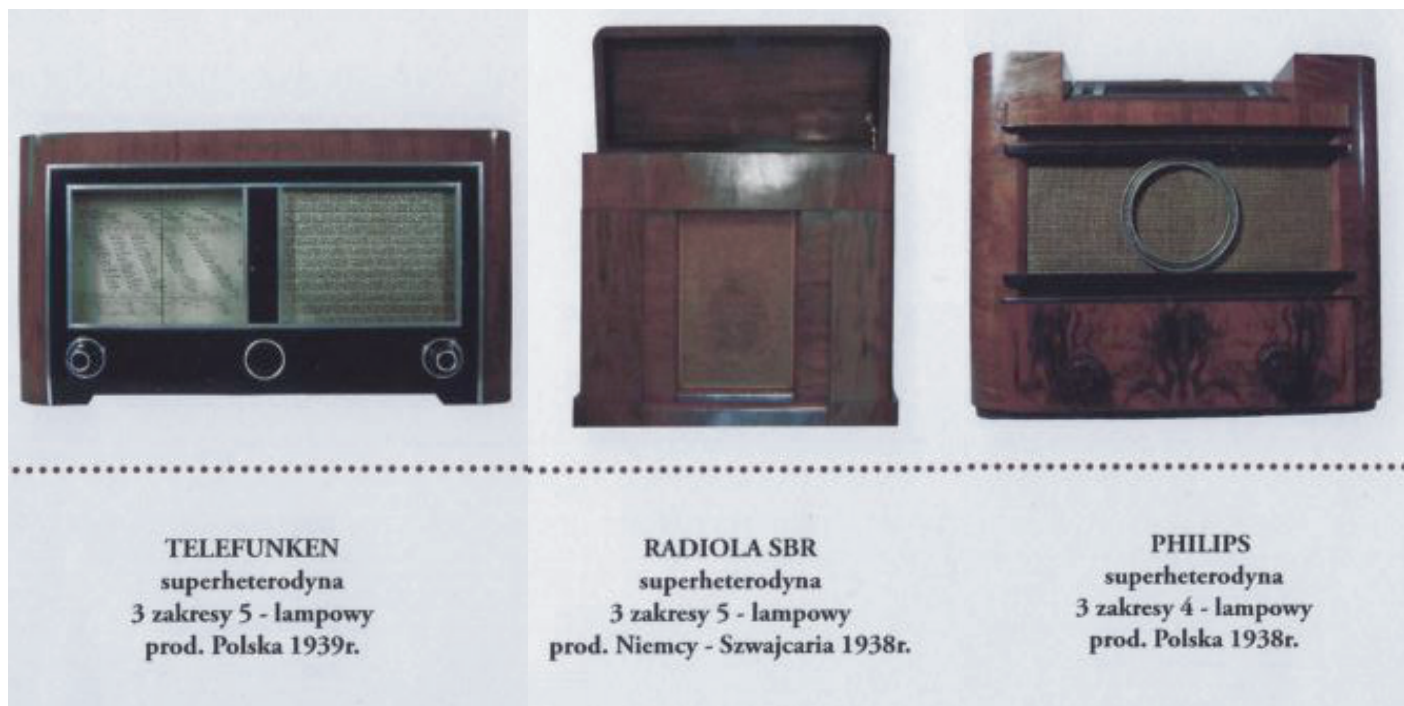 TELEFUNKEN
superheterodyna
3 zakresy 5 - lampowy
prod. Polska 1939r.
RADIOLA SBR
superheterodyna
3 zakresy 5 - lampowy
prod. Niemcy - Szwajcaria 1938r.
PHILIPS
superheterodyna
3 zakresy 4 - lampowy
prod. Polska 1938r.